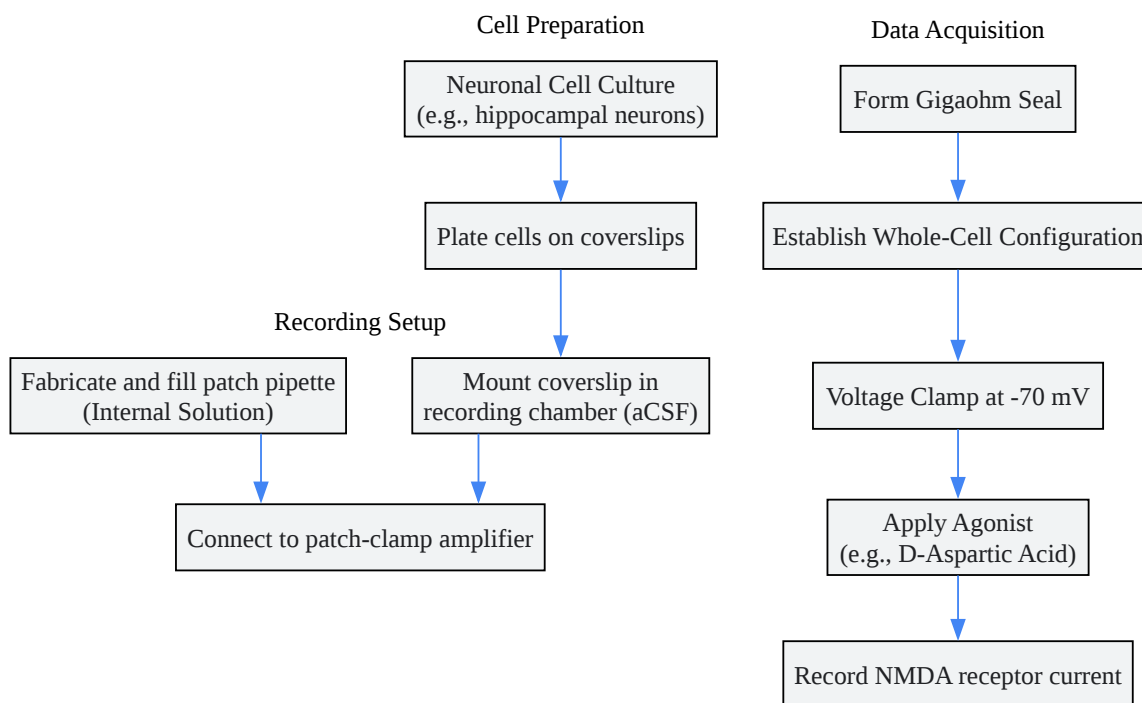 Cell Preparation
Neuronal Cell Culture
(e.g., hippocampal neurons)
Plate cells on coverslips
Recording Setup
Fabricate and fill patch pipette
(Internal Solution)
Mount coverslip in
recording chamber (aCSF)
Connect to patch-clamp amplifier
Data Acquisition
Form Gigaohm Seal
Establish Whole-Cell Configuration
Voltage Clamp at -70 mV
Apply Agonist
(e.g., D-Aspartic Acid)
Record NMDA receptor current